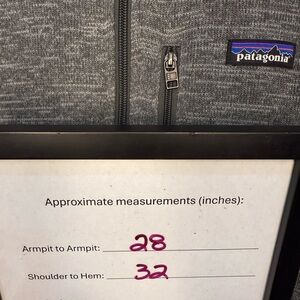 patagonia
Approximate measurements (inches):
Armpit to Armpit: 28
Shoulder to Hem: 32